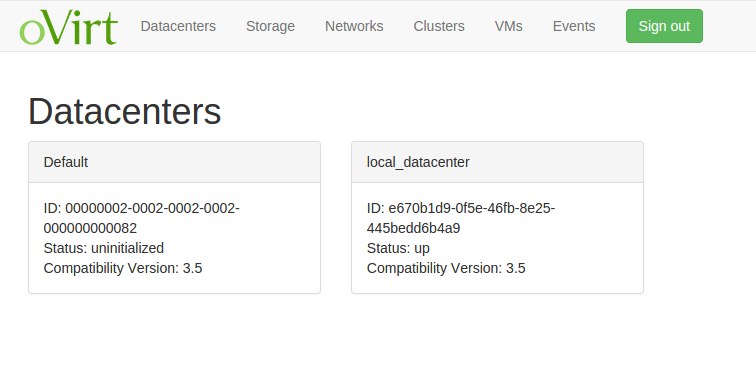 oVirt Datacenters Storage Networks Clusters VMs Events Sign out
Datacenters
Default
ID: 00000002-0002-0002-0002-
000000000082
Status: uninitialized
Compatibility Version: 3.5
local_datacenter
ID: e670b1d9-0f5e-46fb-8e25-
445bedd6b4a9
Status: up
Compatibility Version: 3.5